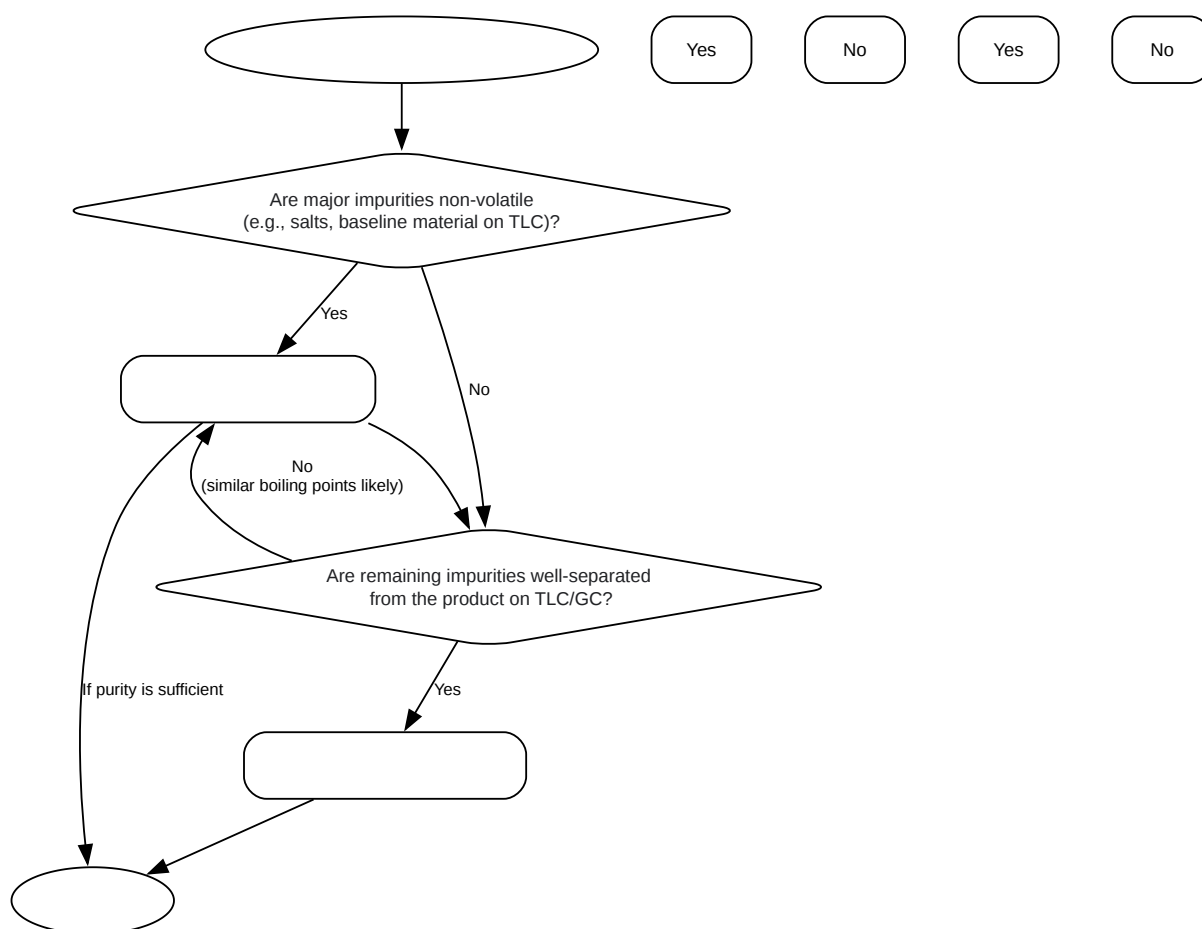 Yes
No
Yes
No
Are major impurities non-volatile
(e.g., salts, baseline material on TLC)?
Yes
No
No
(similar boiling points likely)
Are remaining impurities well-separated
from the product on TLC/GC?
If purity is sufficient
Yes